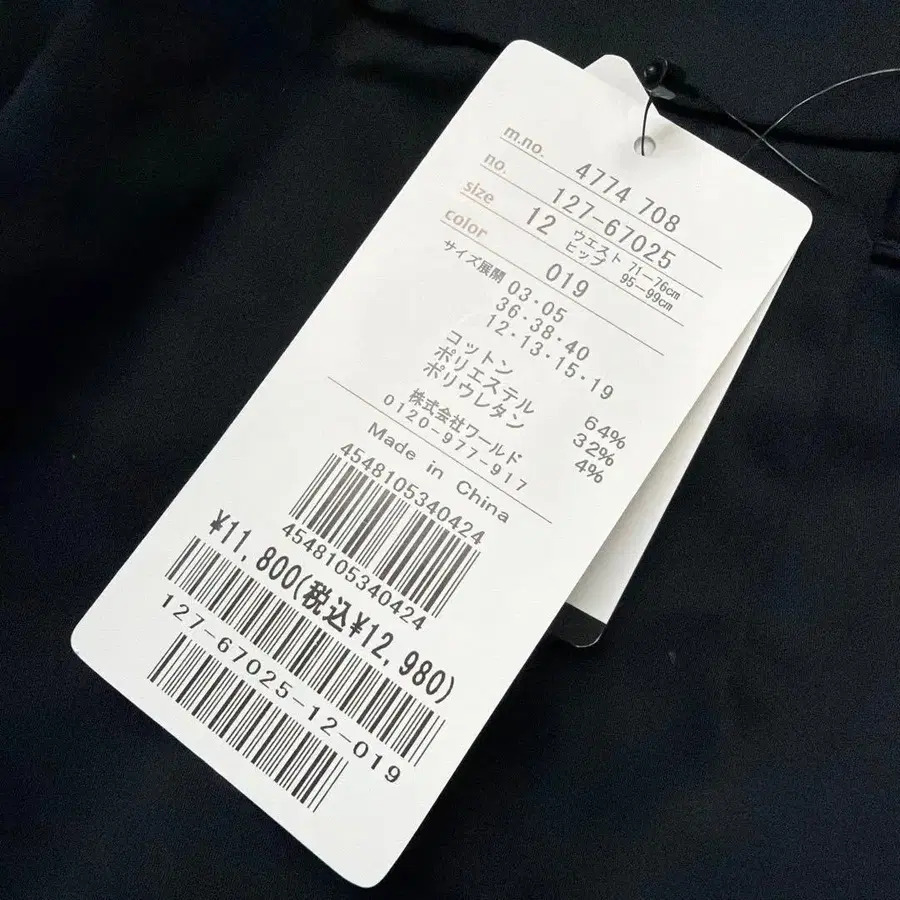 m.no. 4774 708
no. 127-67025
size 12 ウエスト 71-76cm
ヒップ 95-99cm
color 019
サイズ展開 03・05
36・38・40
12・13・15・19
コットン 64%
ポリエステル 32%
ポリウレタン 4%
株式会社ワールド
0120-977-917
Made in China
4548105340424
4548105340424
¥11,800(税込¥12,980)
127-67025-12-019